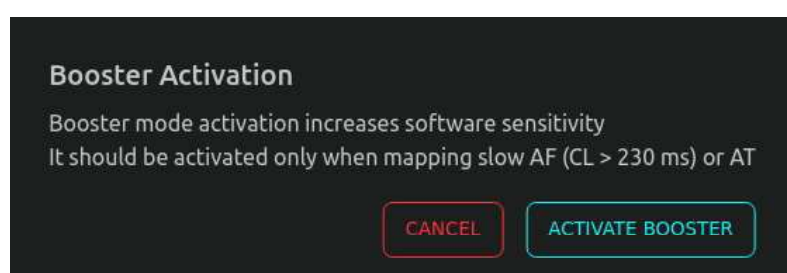 Booster Activation
Booster mode activation increases software sensitivity
It should be activated only when mapping slow AF (CL > 230 ms) or AT
CANCEL
ACTIVATE BOOSTER